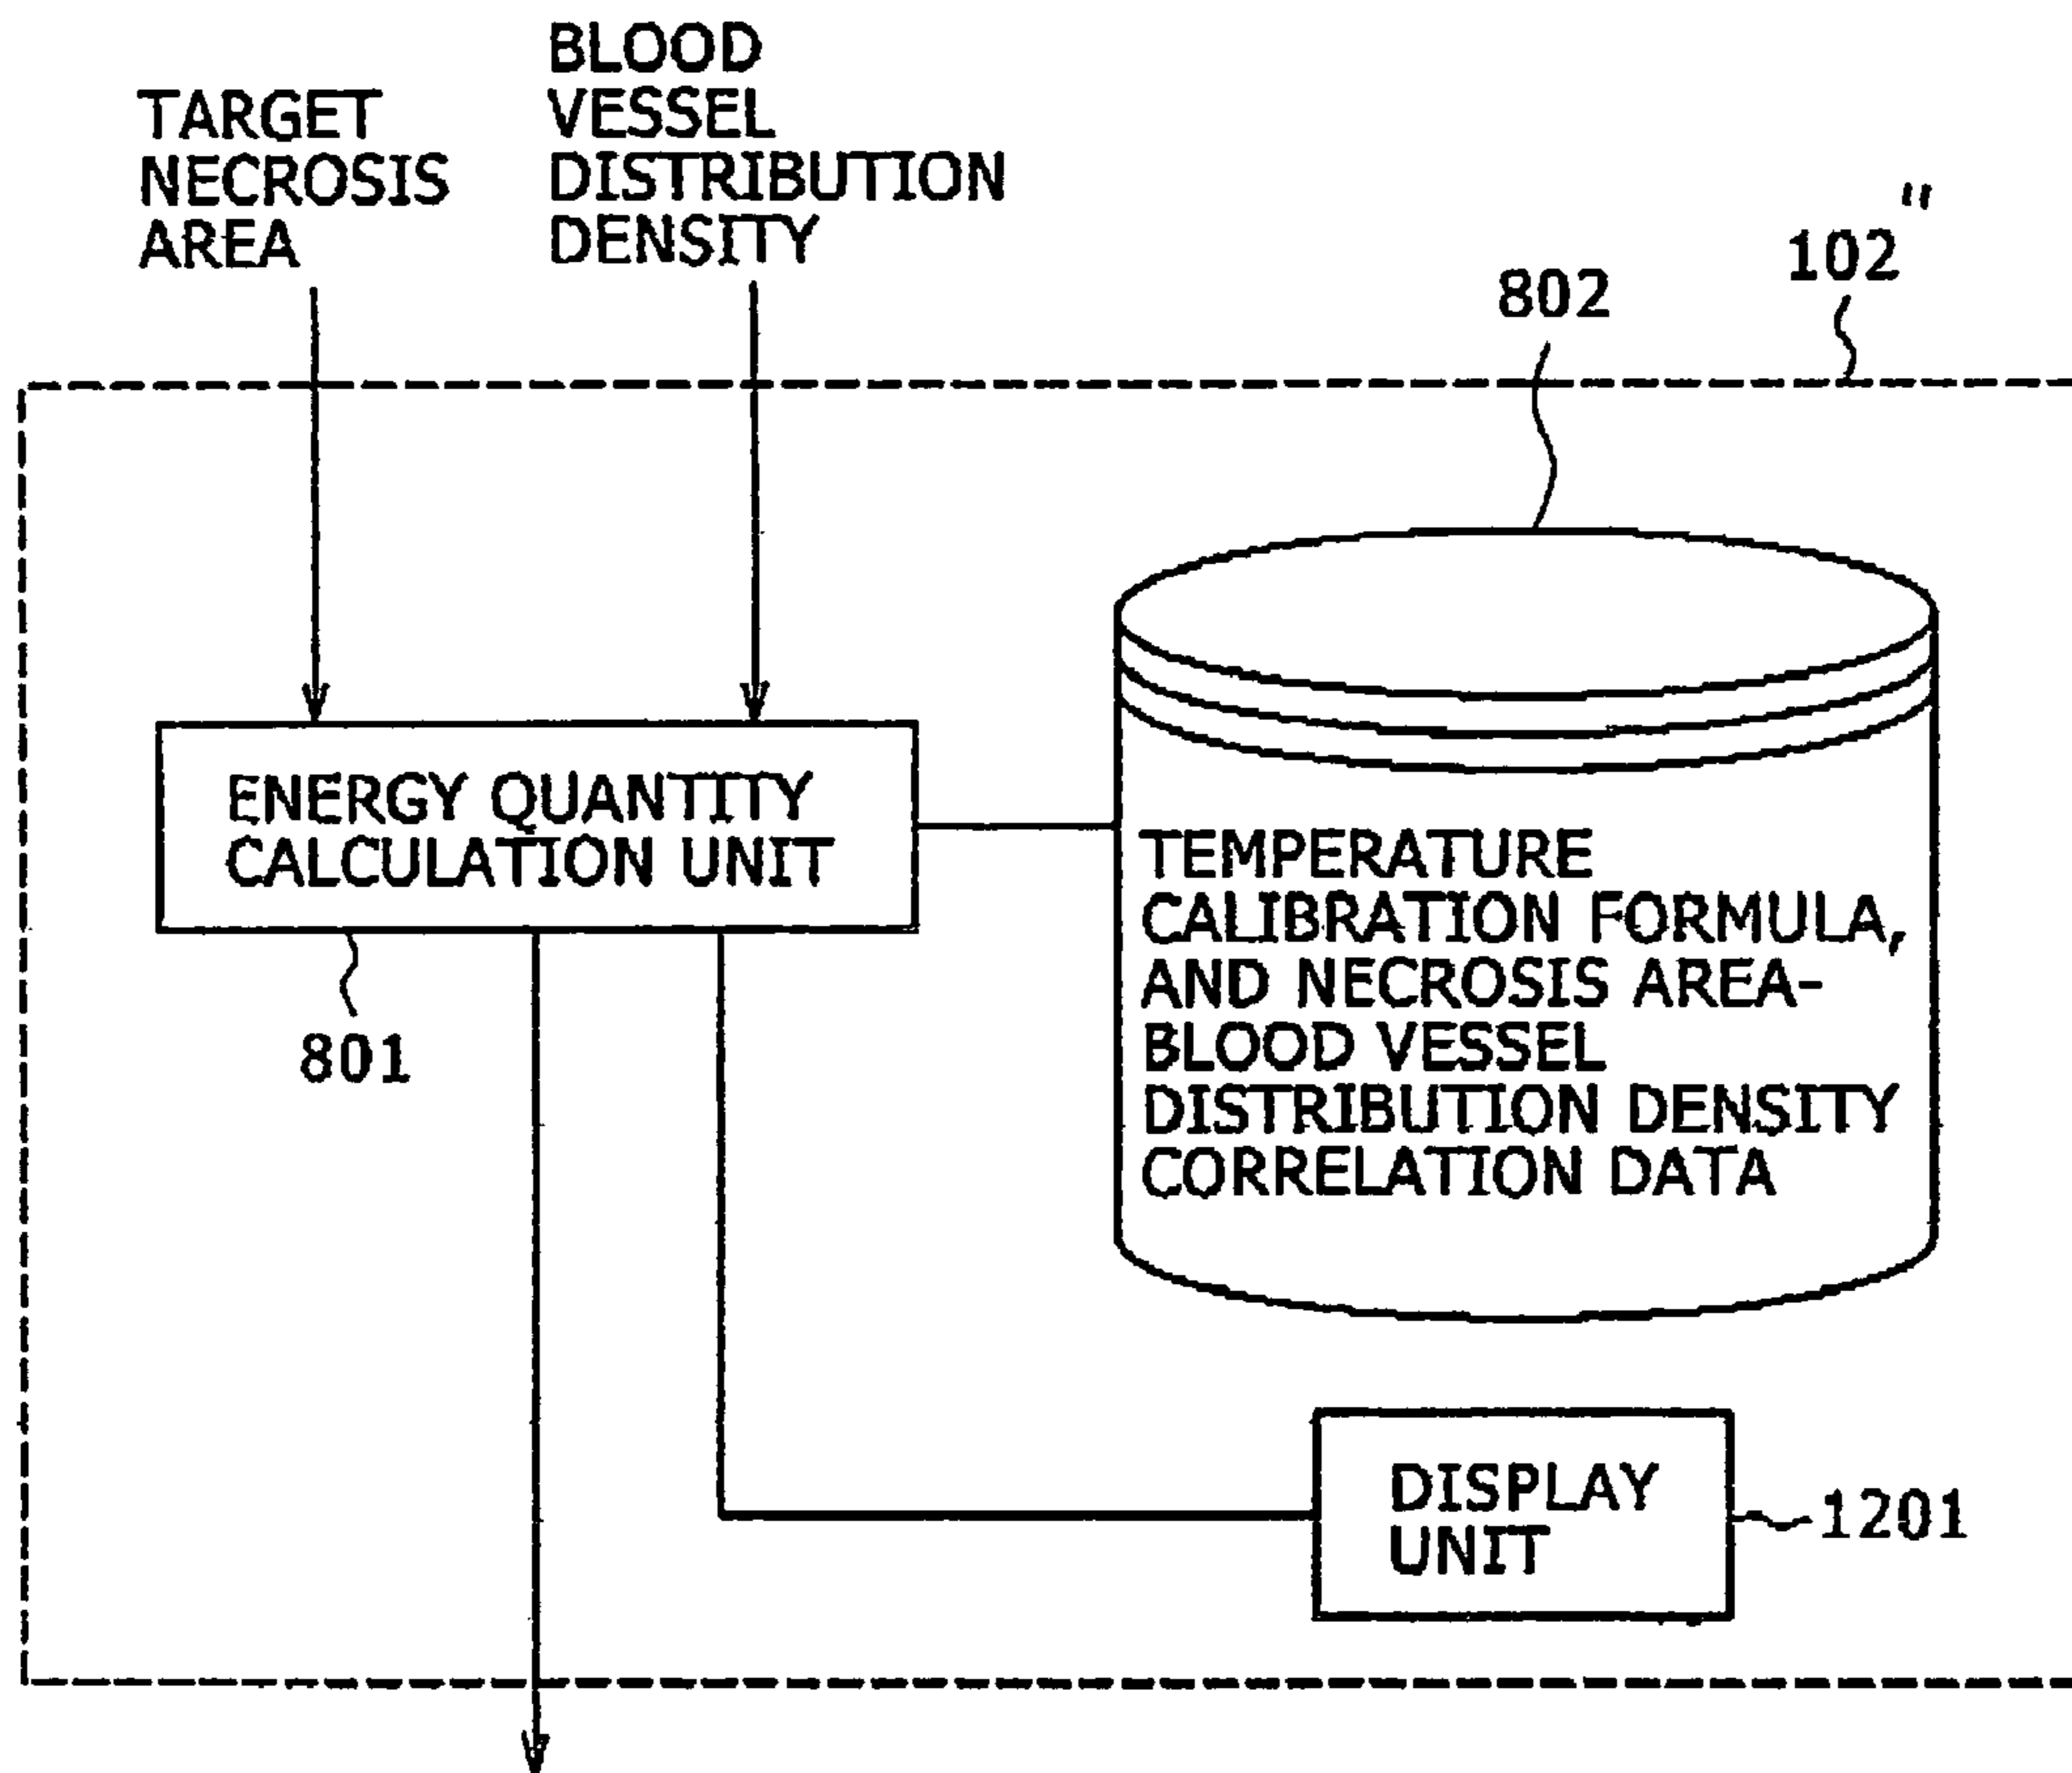 TARGET
NECROSIS
AREA
BLOOD
VESSEL
DISTRIBUTION
DENSITY
102"
802
ENERGY QUANTITY
CALCULATION UNIT
801
TEMPERATURE
CALIBRATION FORMULA,
AND NECROSIS AREA-
BLOOD VESSEL
DISTRIBUTION DENSITY
CORRELATION DATA
DISPLAY
UNIT
1201